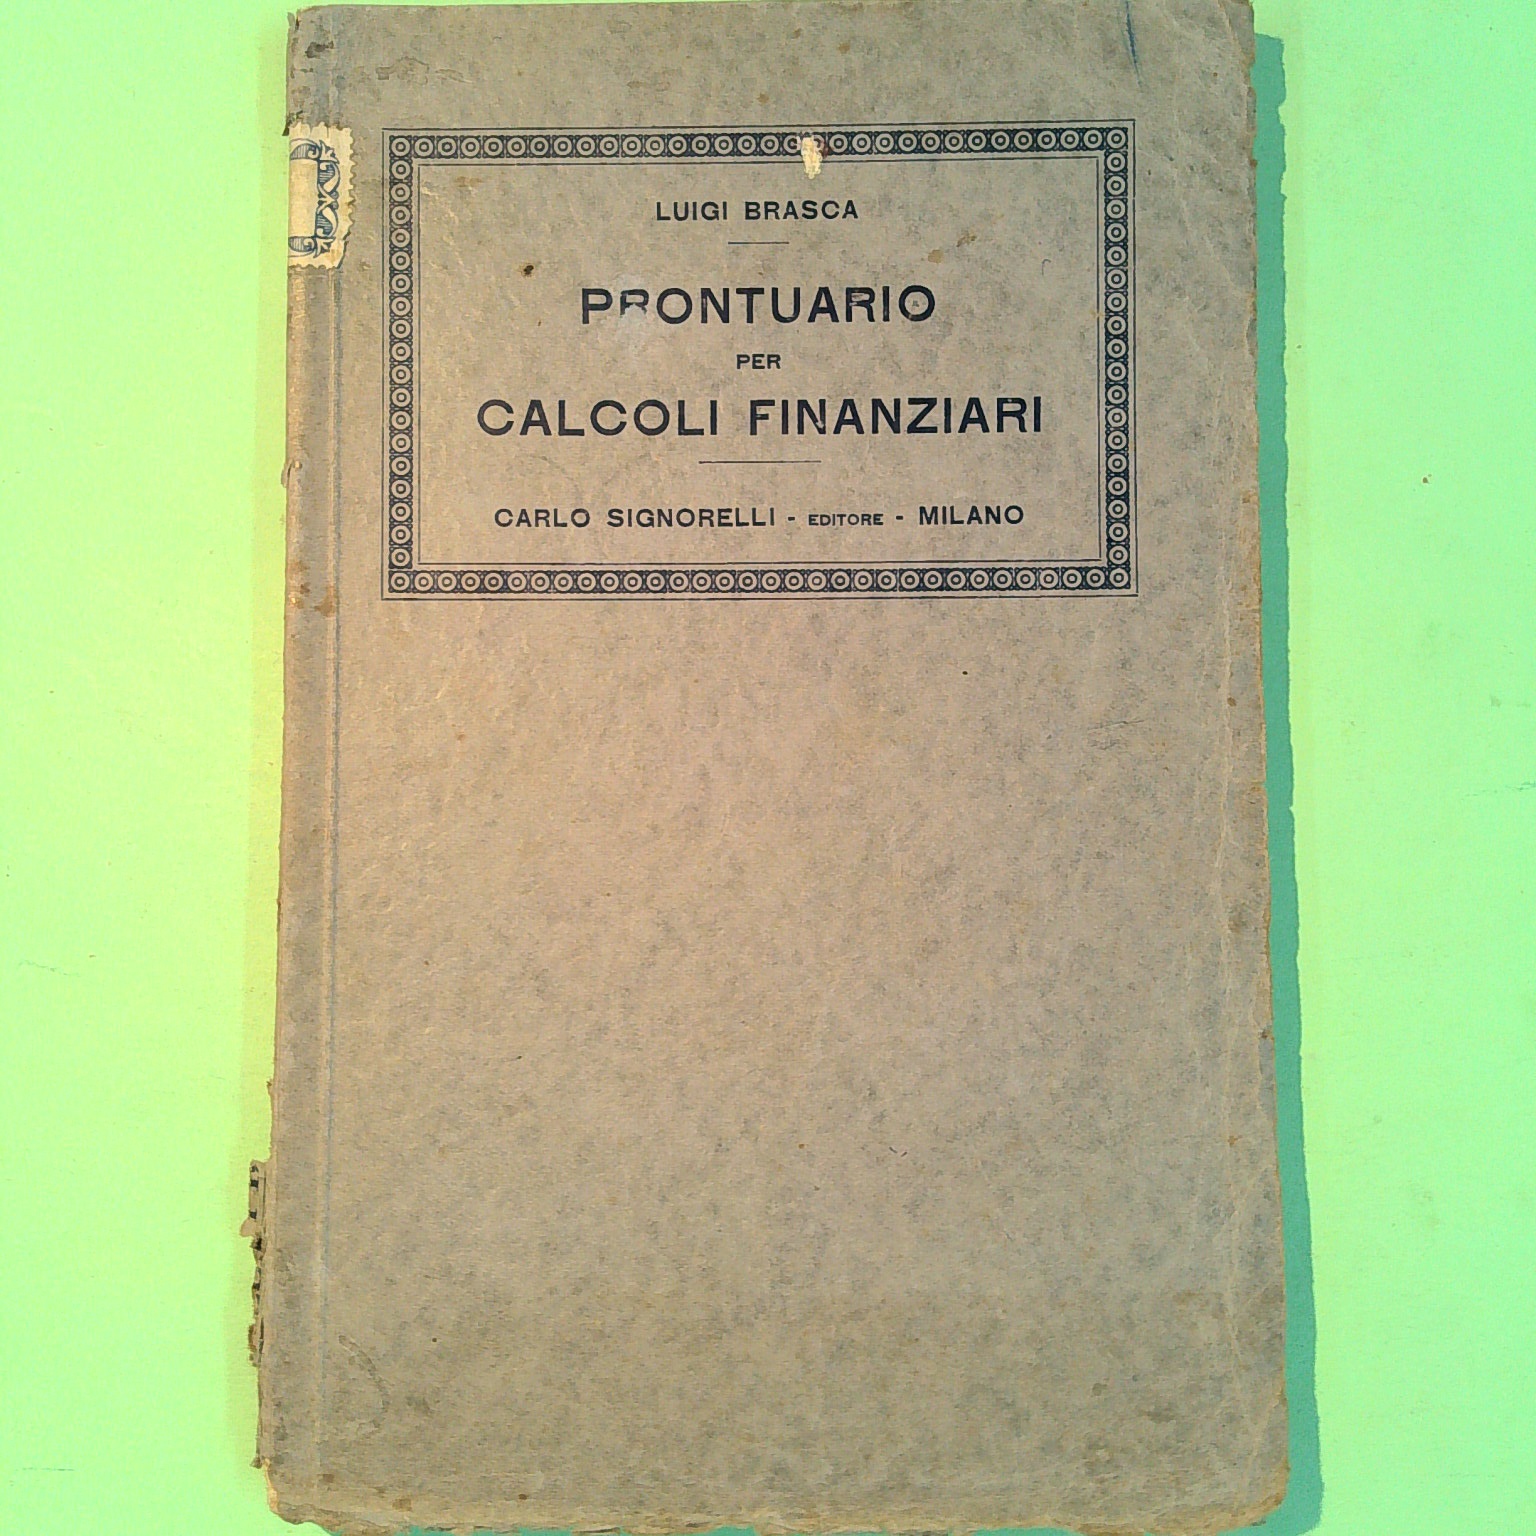 LUIGI BRASCA
PRONTUARIO
PER
CALCOLI FINANZIARI
CARLO SIGNORELLI - EDITORE - MILANO